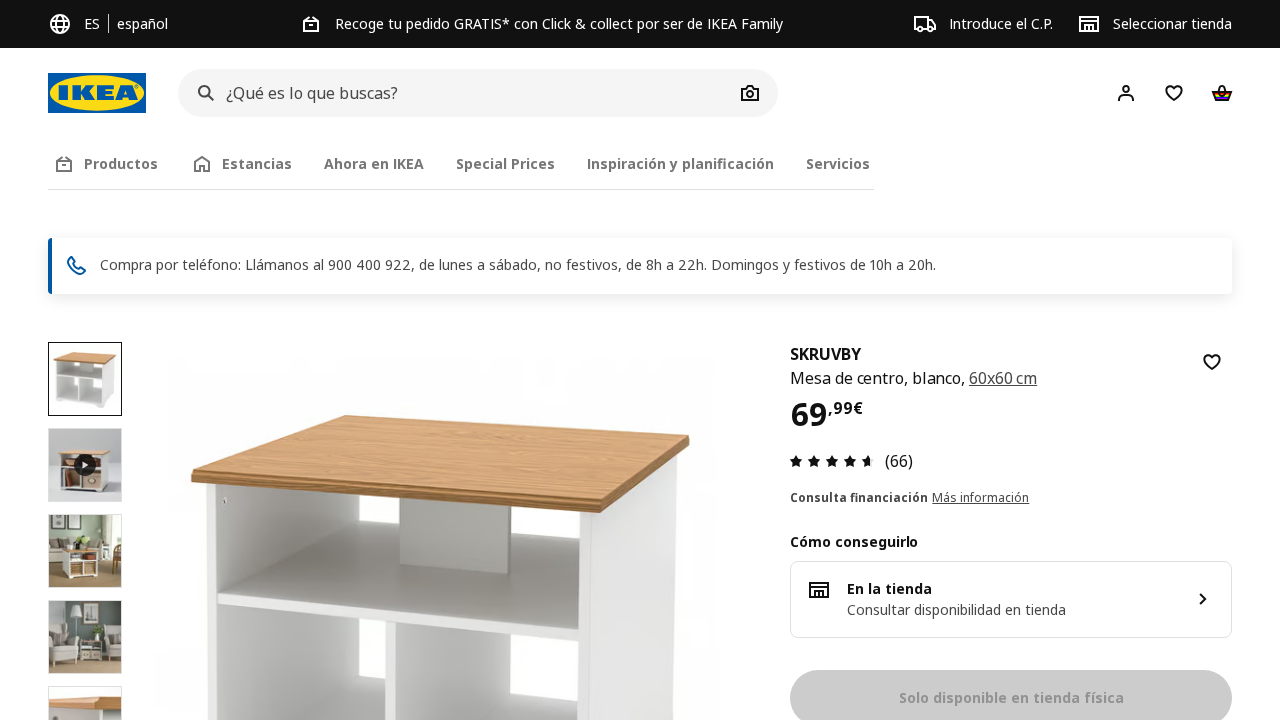 ES español
Recoge tu pedido GRATIS* con Click & collect por ser de IKEA Family
Introduce el C.P.
Seleccionar tienda
IKEA
¿Qué es lo que buscas?
Productos
Estancias
Ahora en IKEA
Special Prices
Inspiración y planificación
Servicios
Compra por teléfono: Llámanos al 900 400 922, de lunes a sábado, no festivos, de 8h a 22h. Domingos y festivos de 10h a 20h.
SKRUVBY
Mesa de centro, blanco, 60x60 cm
69,99€
(66)
Consulta financiación Más información
Cómo conseguirlo
En la tienda
Consultar disponibilidad en tienda
Solo disponible en tienda física